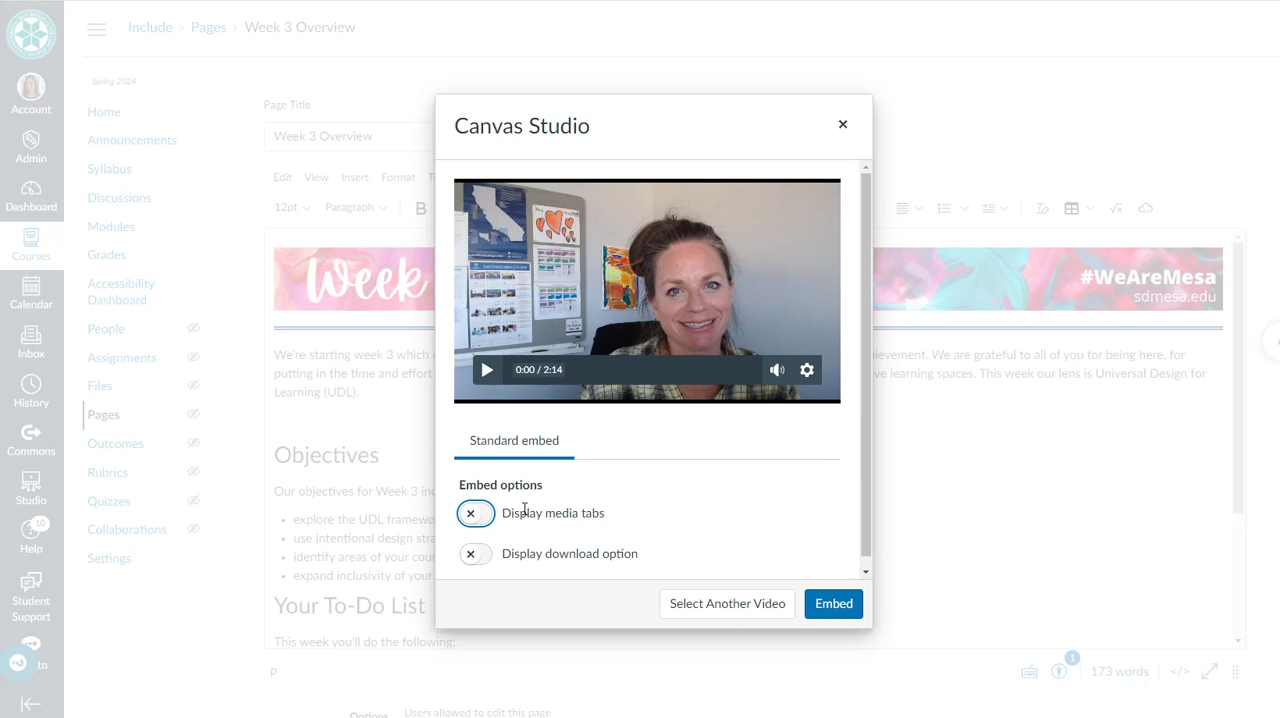 Include › Pages › Week 3 Overview
Spring 2024
Account
Admin
Dashboard
Courses
Calendar
Inbox
History
Commons
Studio
10
Help
Student
Support
Home
Announcements
Syllabus
Discussions
Modules
Grades
Accessibility
Dashboard
People
Assignments
Files
Pages
Outcomes
Rubrics
Quizzes
Collaborations
Settings
Page Title
Week 3 Overview
Edit View Insert Format
12pt Paragraph B
Week
#WeAreMesa
sdmesa.edu
We're starting week 3 which
achievement. We are grateful to all of you for being here, for
putting in the time and effort
learning spaces. This week our lens is Universal Design for
Learning (UDL).
Objectives
Our objectives for Week 3
explore the UDL
use intentional design
identify areas of your
expand inclusivity of your
Your To-Do List
This week you'll do the following:
p
1
173 words </>
Options Users allowed to edit this page
Canvas Studio
0:00 / 2:14
Standard embed
Embed options
Display media tabs
Display download option
Select Another Video
Embed